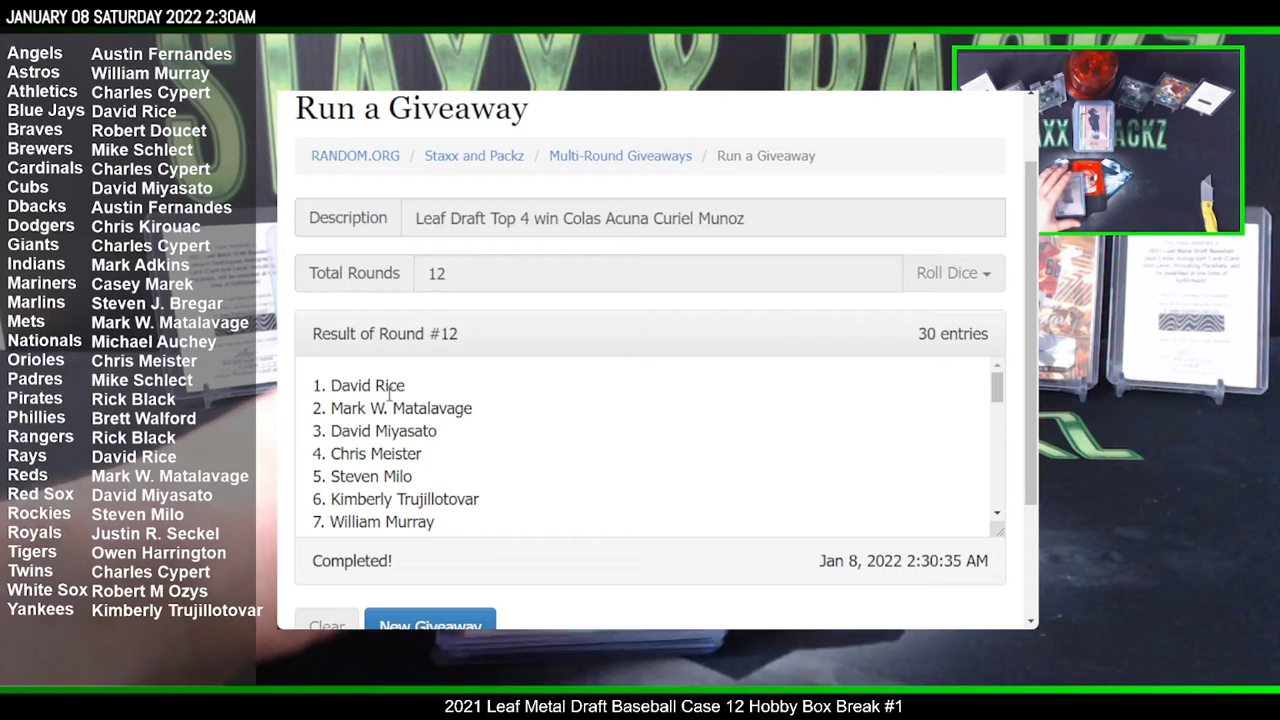 JANUARY 08 SATURDAY 2022 2:30AM
Angels Austin Fernandes
Astros William Murray
Athletics Charles Cypert
Blue Jays David Rice
Braves Robert Doucet
Brewers Mike Schlect
Cardinals Charles Cypert
Cubs David Miyasato
Dbacks Austin Fernandes
Dodgers Chris Kirouac
Giants Charles Cypert
Indians Mark Adkins
Mariners Casey Marek
Marlins Steven J. Bregar
Mets Mark W. Matalavage
Nationals Michael Auchey
Orioles Chris Meister
Padres Mike Schlect
Pirates Rick Black
Phillies Brett Walford
Rangers Rick Black
Rays David Rice
Reds Mark W. Matalavage
Red Sox David Miyasato
Rockies Steven Milo
Royals Justin R. Seckel
Tigers Owen Harrington
Twins Charles Cypert
White Sox Robert M Ozys
Yankees Kimberly Trujillotovar
Run a Giveaway
RANDOM.ORG / Staxx and Packz / Multi-Round Giveaways / Run a Giveaway
Description Leaf Draft Top 4 win Colas Acuna Curiel Munoz
Total Rounds 12 Roll Dice
Result of Round #12 30 entries
1. David Rice
2. Mark W. Matalavage
3. David Miyasato
4. Chris Meister
5. Steven Milo
6. Kimberly Trujillotovar
7. William Murray
Completed! Jan 8, 2022 2:30:35 AM
Clear New Giveaway
2021 Leaf Metal Draft Baseball Case 12 Hobby Box Break #1